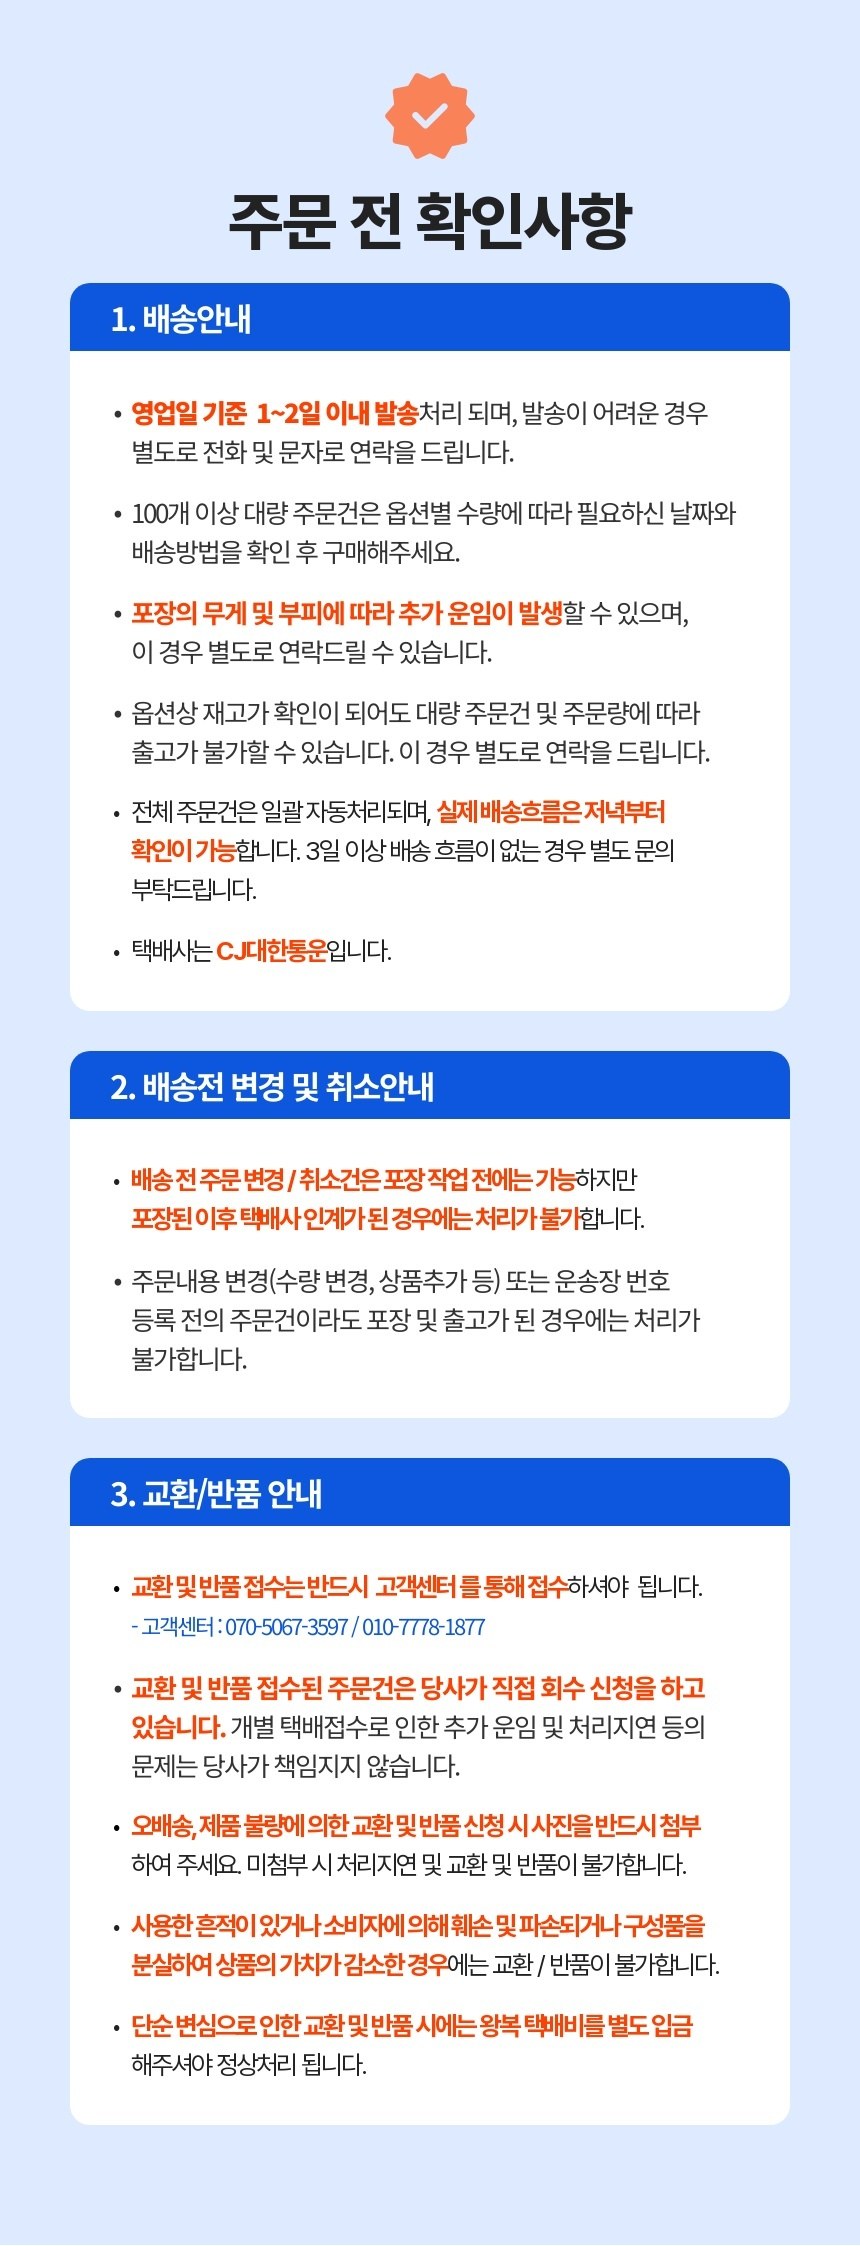 주문 전 확인사항
1. 배송안내
• 영업일 기준 1~2일 이내 발송처리 되며, 발송이 어려운 경우
별도로 전화 및 문자로 연락을 드립니다.
• 100개 이상 대량 주문건은 옵션별 수량에 따라 필요하신 날짜와
배송방법을 확인 후 구매해주세요.
• 포장의 무게 및 부피에 따라 추가 운임이 발생할 수 있으며,
이 경우 별도로 연락드릴 수 있습니다.
• 옵션상 재고가 확인이 되어도 대량 주문건 및 주문량에 따라
출고가 불가할 수 있습니다. 이 경우 별도로 연락을 드립니다.
• 전체 주문건은 일괄 자동처리되며, 실제 배송흐름은 저녁부터
확인이 가능합니다. 3일 이상 배송 흐름이 없는 경우 별도 문의
부탁드립니다.
• 택배사는 CJ대한통운입니다.
2. 배송전 변경 및 취소안내
• 배송 전 주문 변경 / 취소건은 포장 작업 전에는 가능하지만
포장된 이후 택배사 인계가 된 경우에는 처리가 불가합니다.
• 주문내용 변경(수량 변경, 상품추가 등) 또는 운송장 번호
등록 전의 주문건이라도 포장 및 출고가 된 경우에는 처리가
불가합니다.
3. 교환/반품 안내
• 교환 및 반품 접수는 반드시 고객센터 를 통해 접수하셔야 됩니다.
- 고객센터 : 070-5067-3597 / 010-7778-1877
• 교환 및 반품 접수된 주문건은 당사가 직접 회수 신청을 하고
있습니다. 개별 택배접수로 인한 추가 운임 및 처리지연 등의
문제는 당사가 책임지지 않습니다.
• 오배송, 제품 불량에 의한 교환 및 반품 신청 시 사진을 반드시 첨부
하여 주세요. 미첨부 시 처리지연 및 교환 및 반품이 불가합니다.
• 사용한 흔적이 있거나 소비자에 의해 훼손 및 파손되거나 구성품을
분실하여 상품의 가치가 감소한 경우에는 교환 / 반품이 불가합니다.
• 단순 변심으로 인한 교환 및 반품 시에는 왕복 택배비를 별도 입금
해주셔야 정상처리 됩니다.